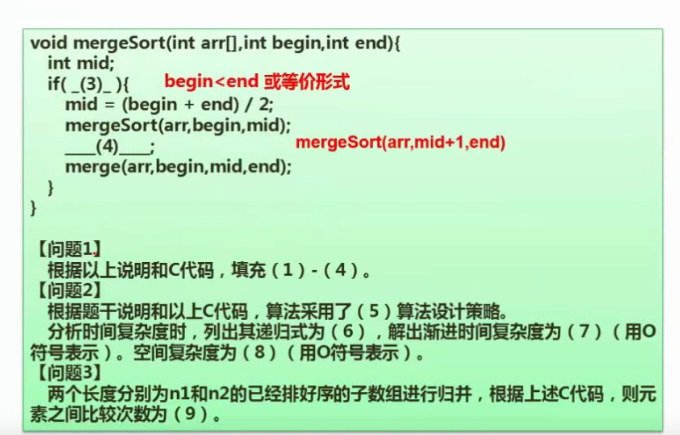 void mergeSort(int arr[],int begin,int end){
int mid;
if( _(3)_ ){ begin<end 或等价形式
mid = (begin + end) / 2;
mergeSort(arr,begin,mid);
____(4)____; mergeSort(arr,mid+1,end)
merge(arr,begin,mid,end);
}
}
【问题1】
根据以上说明和C代码，填充（1）-（4）。
【问题2】
根据题干说明和以上C代码，算法采用了（5）算法设计策略。
分析时间复杂度时，列出其递归式为（6），解出渐进时间复杂度为（7）（用O
符号表示）。空间复杂度为（8）（用O符号表示）。
【问题3】
两个长度分别为n1和n2的已经排好序的子数组进行归并，根据上述C代码，则元
素之间比较次数为（9）。